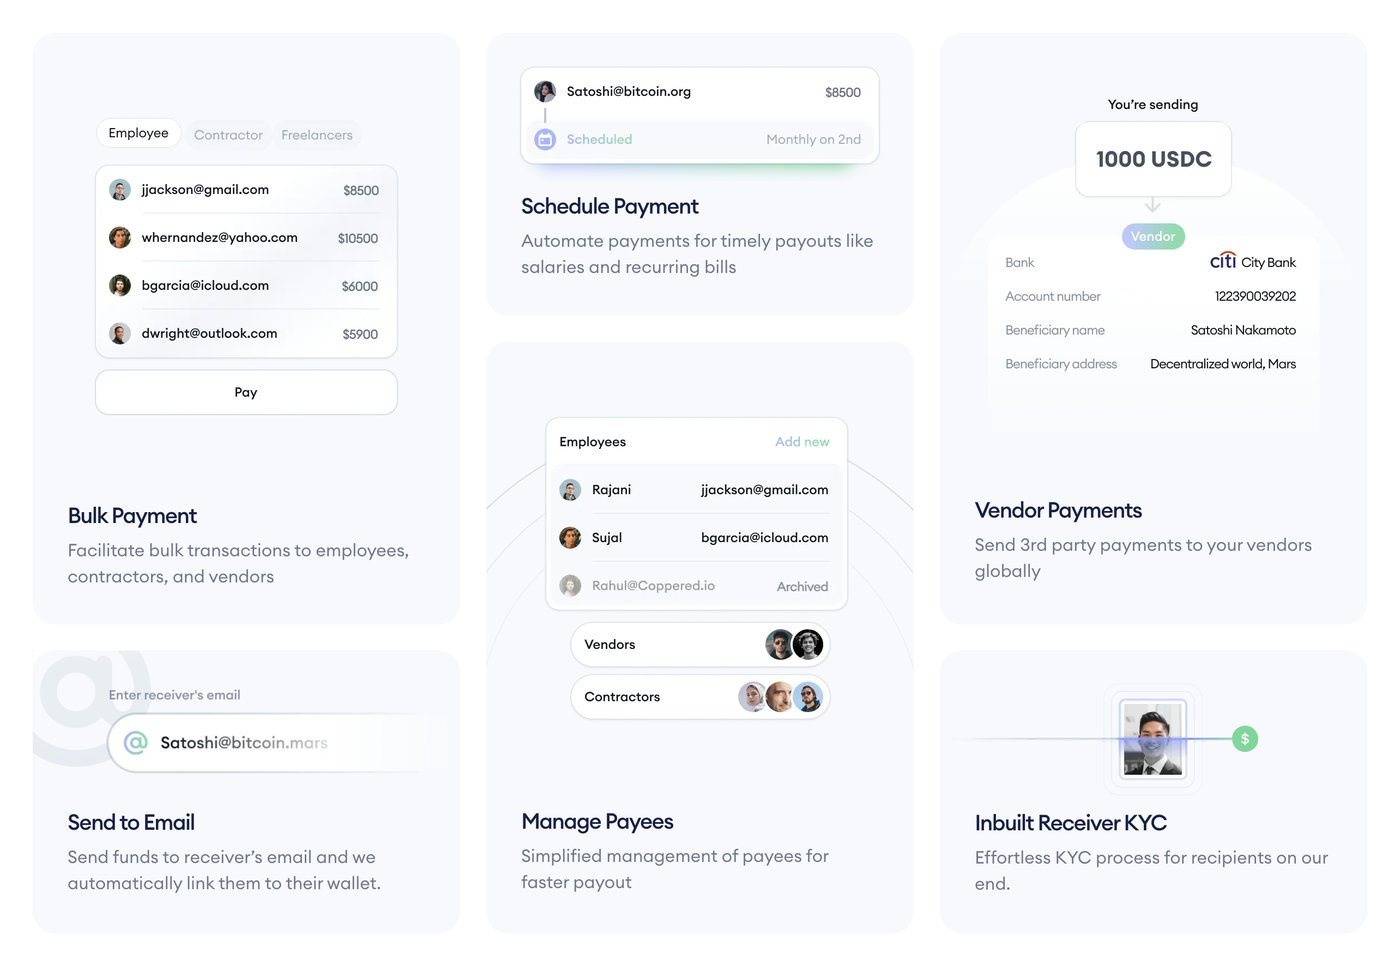 Employee
Contractor
Freelancers
jjackson@gmail.com $8500
whernandez@yahoo.com $10500
bgarcia@icloud.com $6000
dwright@outlook.com $5900
Pay
Bulk Payment
Facilitate bulk transactions to employees,
contractors, and vendors
@
Enter receiver's email
@ Satoshi@bitcoin.mars
Send to Email
Send funds to receiver’s email and we
automatically link them to their wallet.
Satoshi@bitcoin.org $8500
Scheduled Monthly on 2nd
Schedule Payment
Automate payments for timely payouts like
salaries and recurring bills
Employees Add new
Rajani jjackson@gmail.com
Sujal bgarcia@icloud.com
Rahul@Coppered.io Archived
Vendors
Contractors
Manage Payees
Simplified management of payees for
faster payout
You’re sending
1000 USDC
Vendor
Bank citi City Bank
Account number 122390039202
Beneficiary name Satoshi Nakamoto
Beneficiary address Decentralized world, Mars
Vendor Payments
Send 3rd party payments to your vendors
globally
$
Inbuilt Receiver KYC
Effortless KYC process for recipients on our
end.